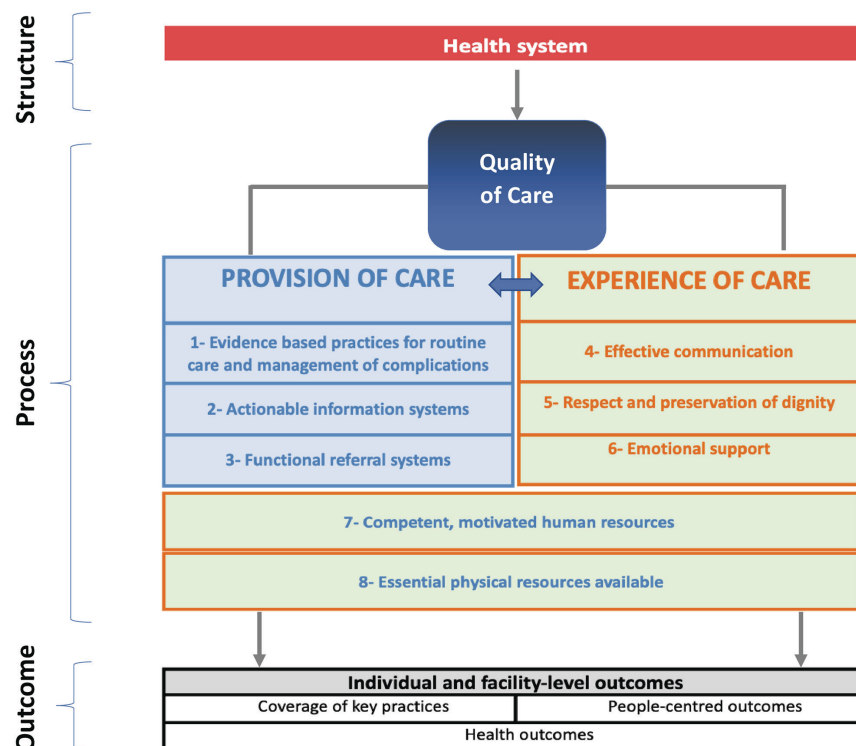 Structure
Health system
Process
Quality
of Care
PROVISION OF CARE
EXPERIENCE OF CARE
1- Evidence based practices for routine
care and management of complications
2- Actionable information systems
3- Functional referral systems
4- Effective communication
5- Respect and preservation of dignity
6- Emotional support
7- Competent, motivated human resources
8- Essential physical resources available
Outcome
Individual and facility-level outcomes
Coverage of key practices
People-centred outcomes
Health outcomes